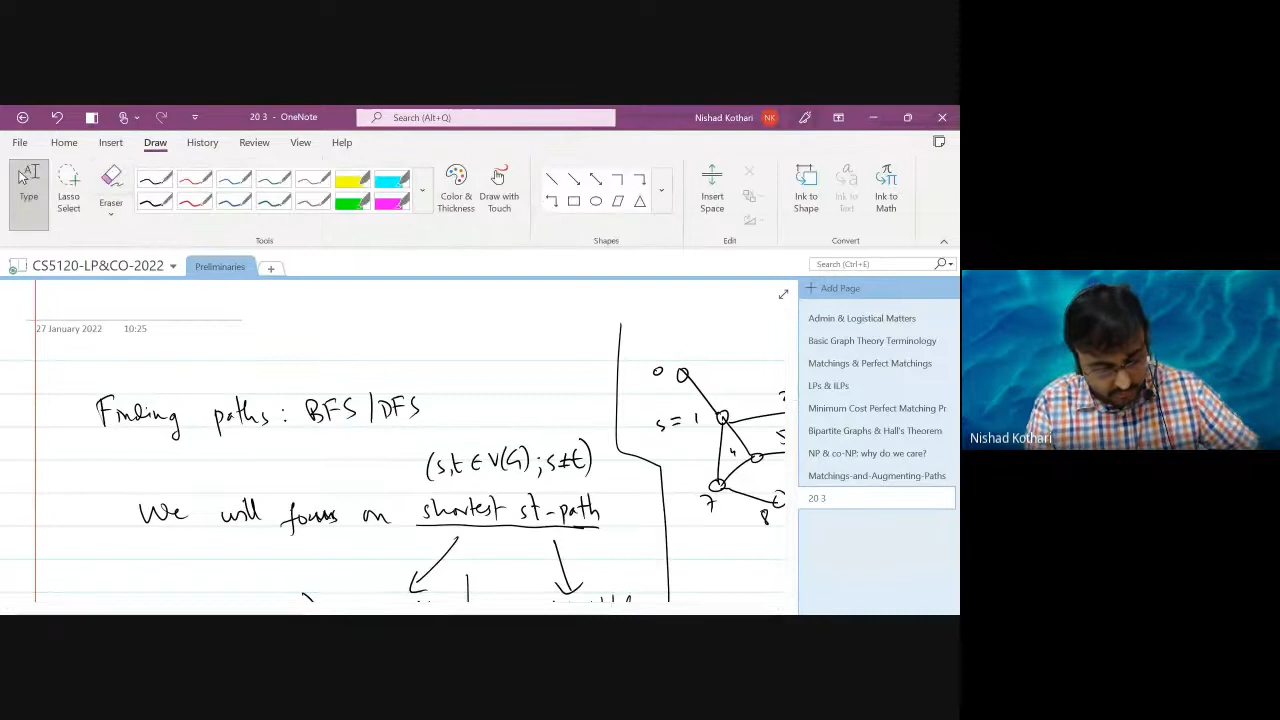 20 3 - OneNote
Search (Alt+Q)
Nishad Kothari
NK
File Home Insert Draw History Review View Help
Type
Lasso Select
Eraser
Color & Thickness
Draw with Touch
Insert Space
Ink to Shape
Ink to Text
Ink to Math
Tools
Shapes
Edit
Convert
CS5120-LP&CO-2022
Preliminaries
Search (Ctrl+E)
Add Page
Admin & Logistical Matters
Basic Graph Theory Terminology
Matchings & Perfect Matchings
LPs & ILPs
Minimum Cost Perfect Matching Pr
Bipartite Graphs & Hall's Theorem
NP & co-NP: why do we care?
Matchings-and-Augmenting-Paths
20 3
27 January 2022 10:25
Finding paths: BFS/DFS
(s,t ∈ V(G); s≠t)
We will focus on shortest st-path
0
s = 1
4
7
8
Nishad Kothari